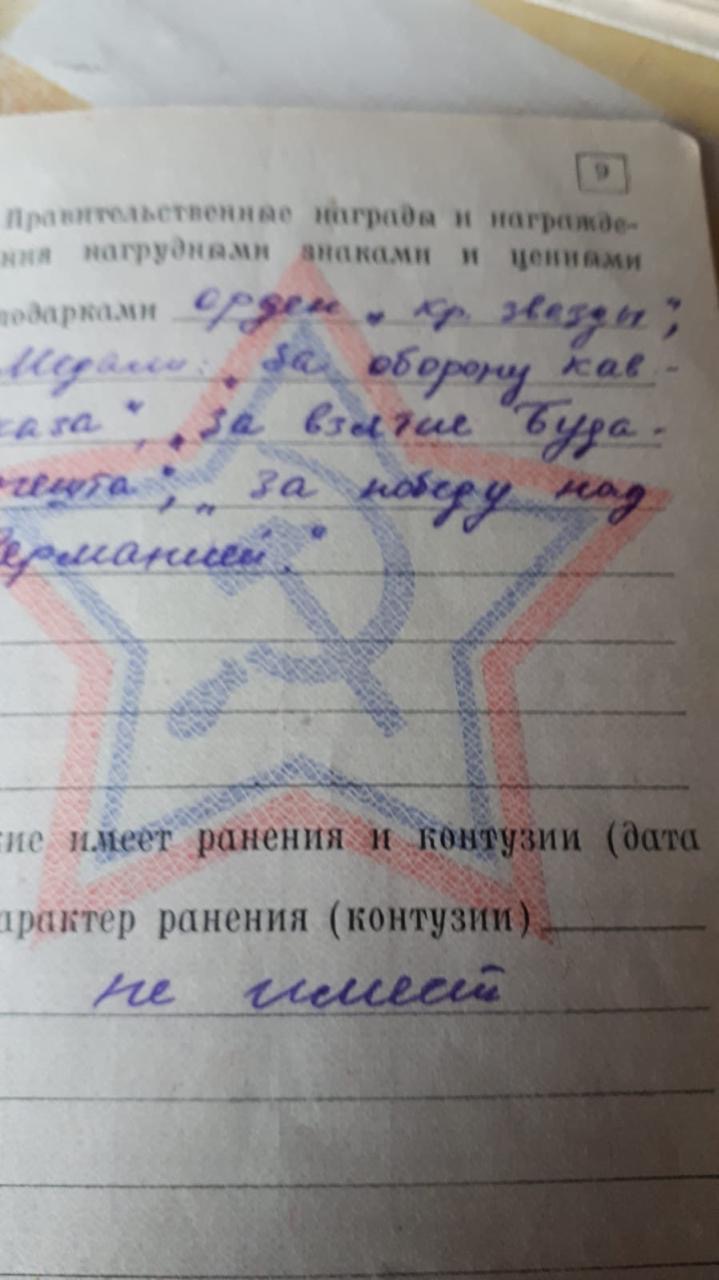 9
Правительственные награды и награжде-
ния нагрудными знаками и ценными
подарками орден „кр. звезды",
Медали: „За оборону кав-
каза", „За взятие Буда-
пешта", „За победу над
Германией."
кие имеет ранения и контузии (дата
арактер ранения (контузии)
не имеет